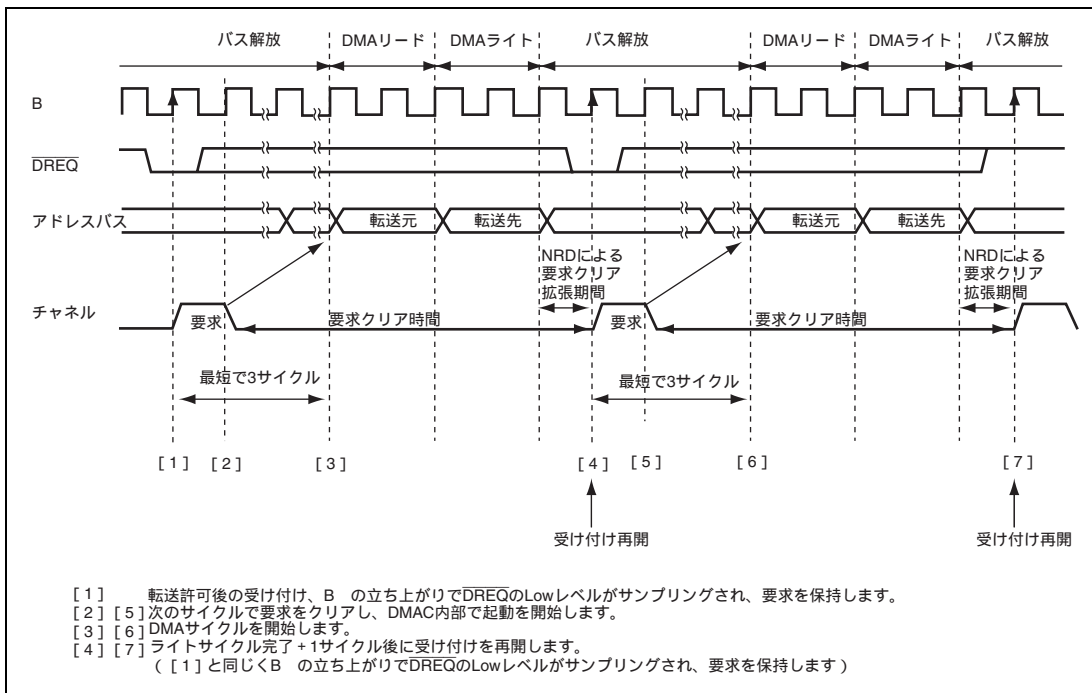 バス解放 DMAリード DMAライト バス解放 DMAリード DMAライト バス解放
B
DREQ
アドレスバス 転送元 転送先 転送元 転送先
NRDによる
要求クリア
拡張期間
NRDによる
要求クリア
拡張期間
チャネル 要求 要求クリア時間 要求 要求クリア時間
最短で3サイクル 最短で3サイクル
[1] [2] [3] [4] [5] [6] [7]
受け付け再開 受け付け再開
[1] 転送許可後の受け付け、B の立ち上がりでDREQのLowレベルがサンプリングされ、要求を保持します。
[2] [5] 次のサイクルで要求をクリアし、DMAC内部で起動を開始します。
[3] [6] DMAサイクルを開始します。
[4] [7] ライトサイクル完了+1サイクル後に受け付けを再開します。
([1]と同じくB の立ち上がりでDREQのLowレベルがサンプリングされ、要求を保持します)